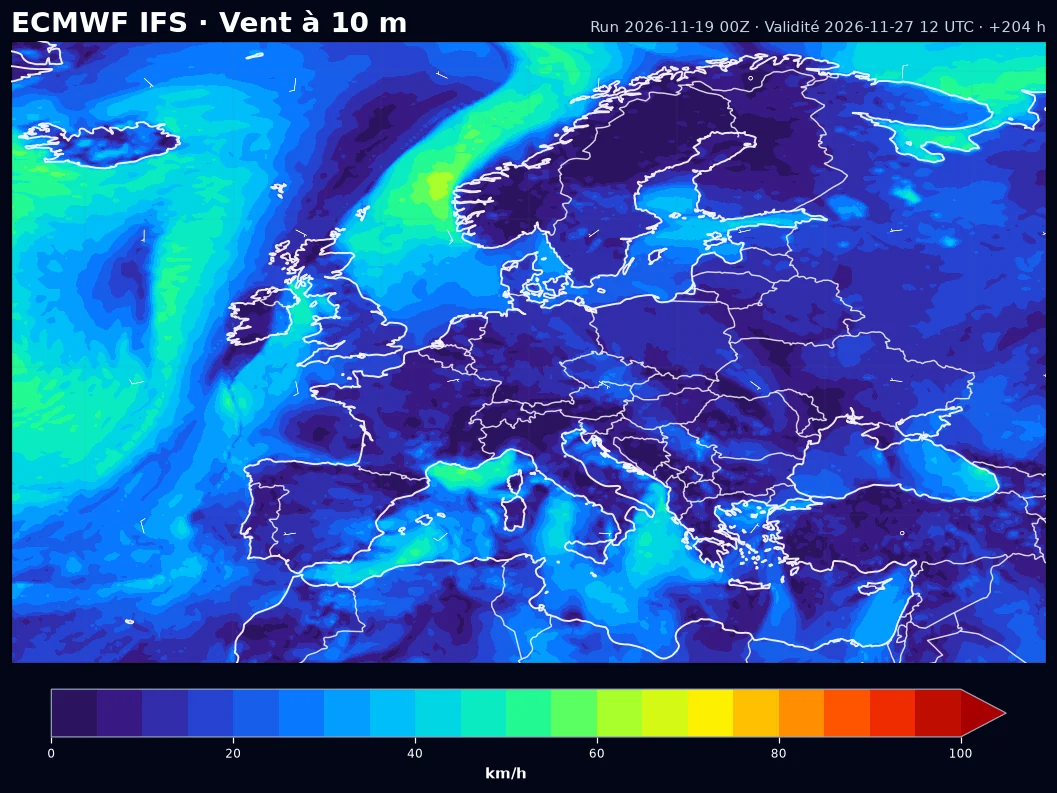 ECMWF IFS · Vent à 10 m
Run 2026-11-19 00Z · Validité 2026-11-27 12 UTC · +204 h
0 20 40 60 80 100
km/h